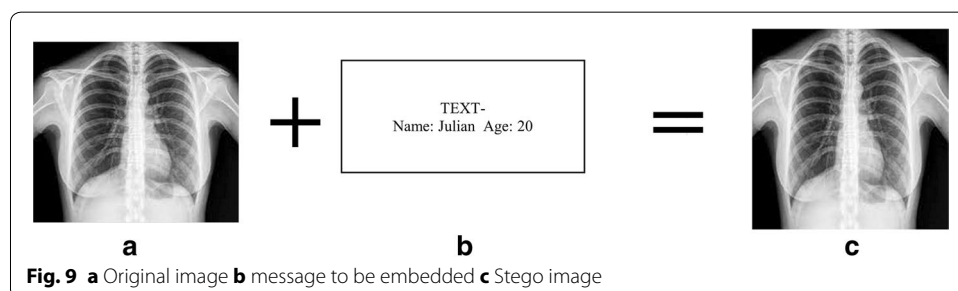 +
TEXT-
Name: Julian Age: 20
=
a
b
c
Fig. 9 a Original image b message to be embedded c Stego image